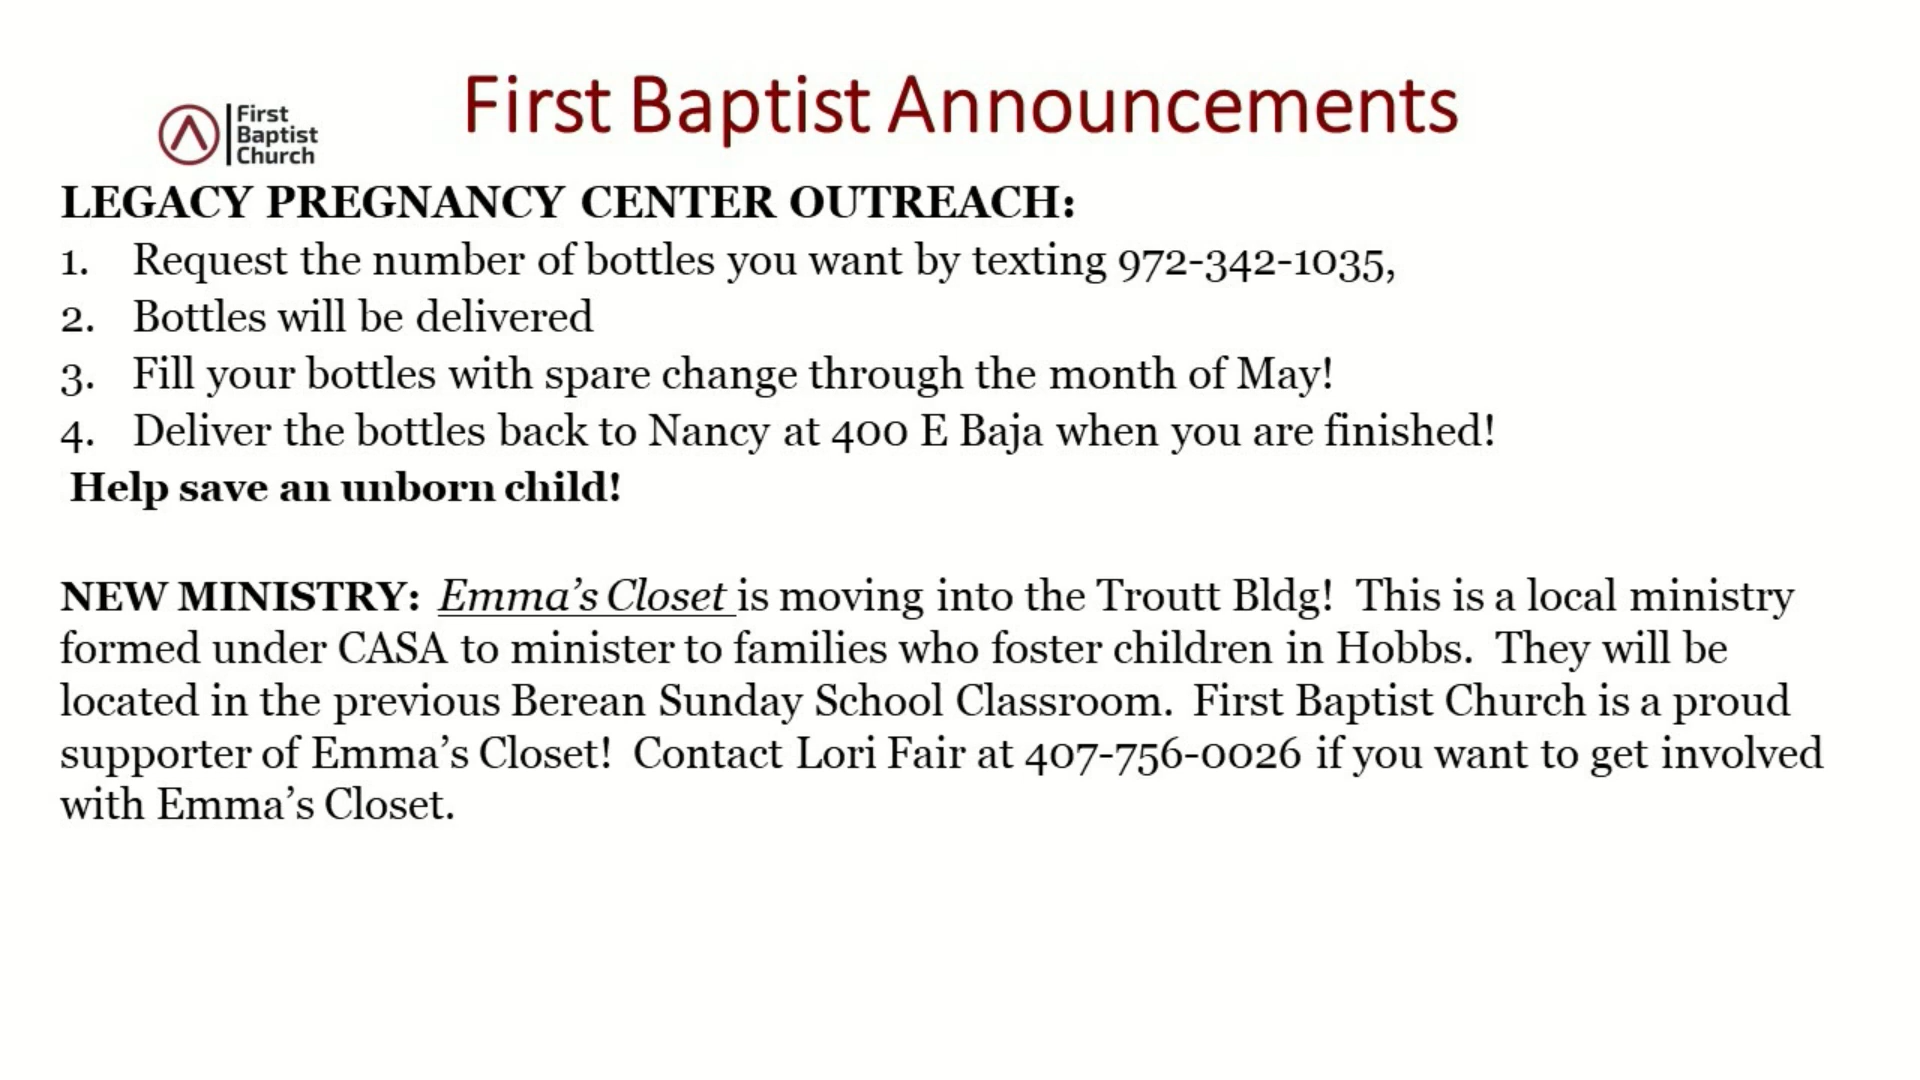 First Baptist Announcements
First
Baptist
Church
LEGACY PREGNANCY CENTER OUTREACH:
1. Request the number of bottles you want by texting 972-342-1035,
2. Bottles will be delivered
3. Fill your bottles with spare change through the month of May!
4. Deliver the bottles back to Nancy at 400 E Baja when you are finished!
Help save an unborn child!
NEW MINISTRY: Emma’s Closet is moving into the Troutt Bldg! This is a local ministry
formed under CASA to minister to families who foster children in Hobbs. They will be
located in the previous Berean Sunday School Classroom. First Baptist Church is a proud
supporter of Emma’s Closet! Contact Lori Fair at 407-756-0026 if you want to get involved
with Emma’s Closet.